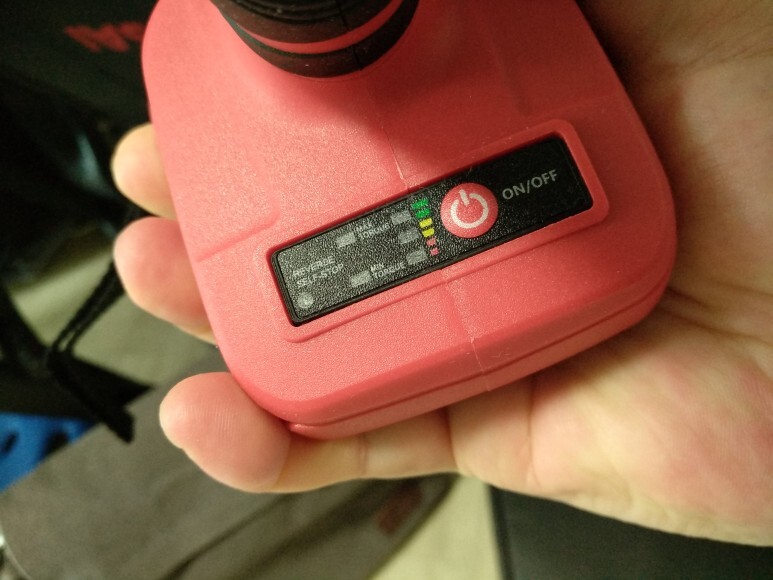 ON/OFF
MAX
TORQUE
MIN
TORQUE
REVERSE
SELF STOP